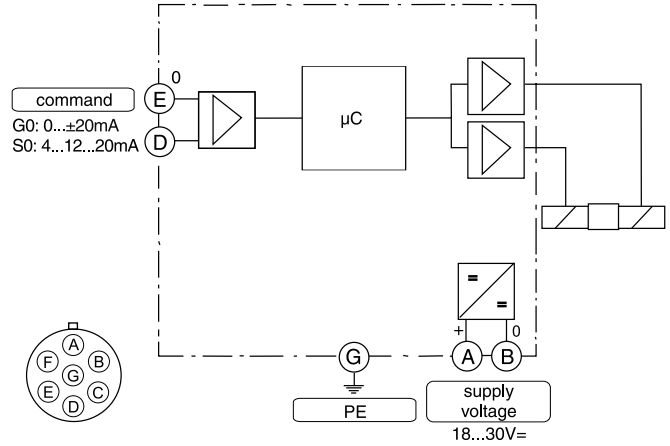 0
command
E
G0: 0...±20mA
D
S0: 4...12...20mA
µC
=
=
+
0
G
A
B
PE
supply
voltage
18...30V=
A
F
B
G
E
C
D